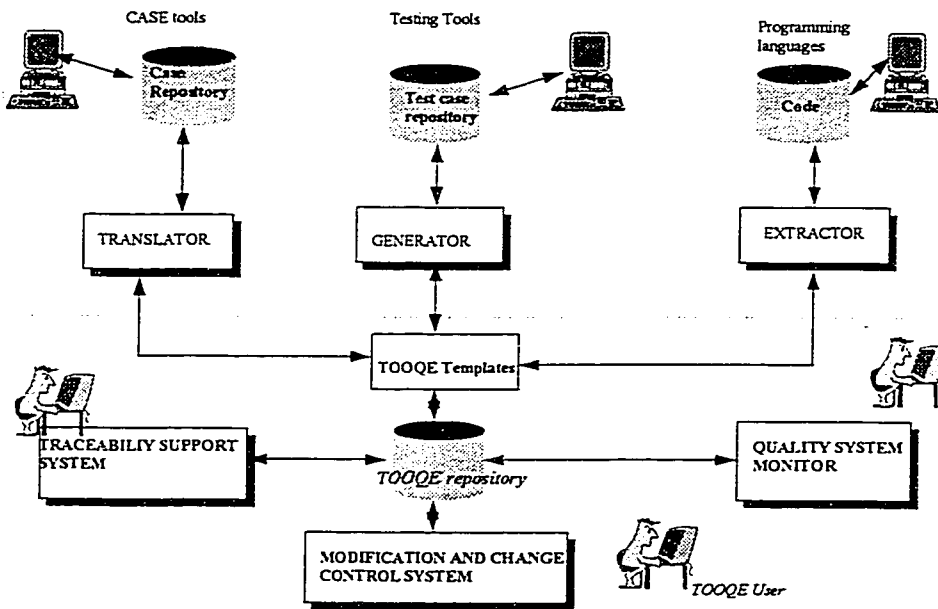 CASE tools
Testing Tools
Programming
languages
Case
Repository
Test case
repository
Code
TRANSLATOR
GENERATOR
EXTRACTOR
TOOQE Templates
TRACEABILIY SUPPORT
SYSTEM
TOOQE repository
QUALITY SYSTEM
MONITOR
MODIFICATION AND CHANGE
CONTROL SYSTEM
TOOQE User